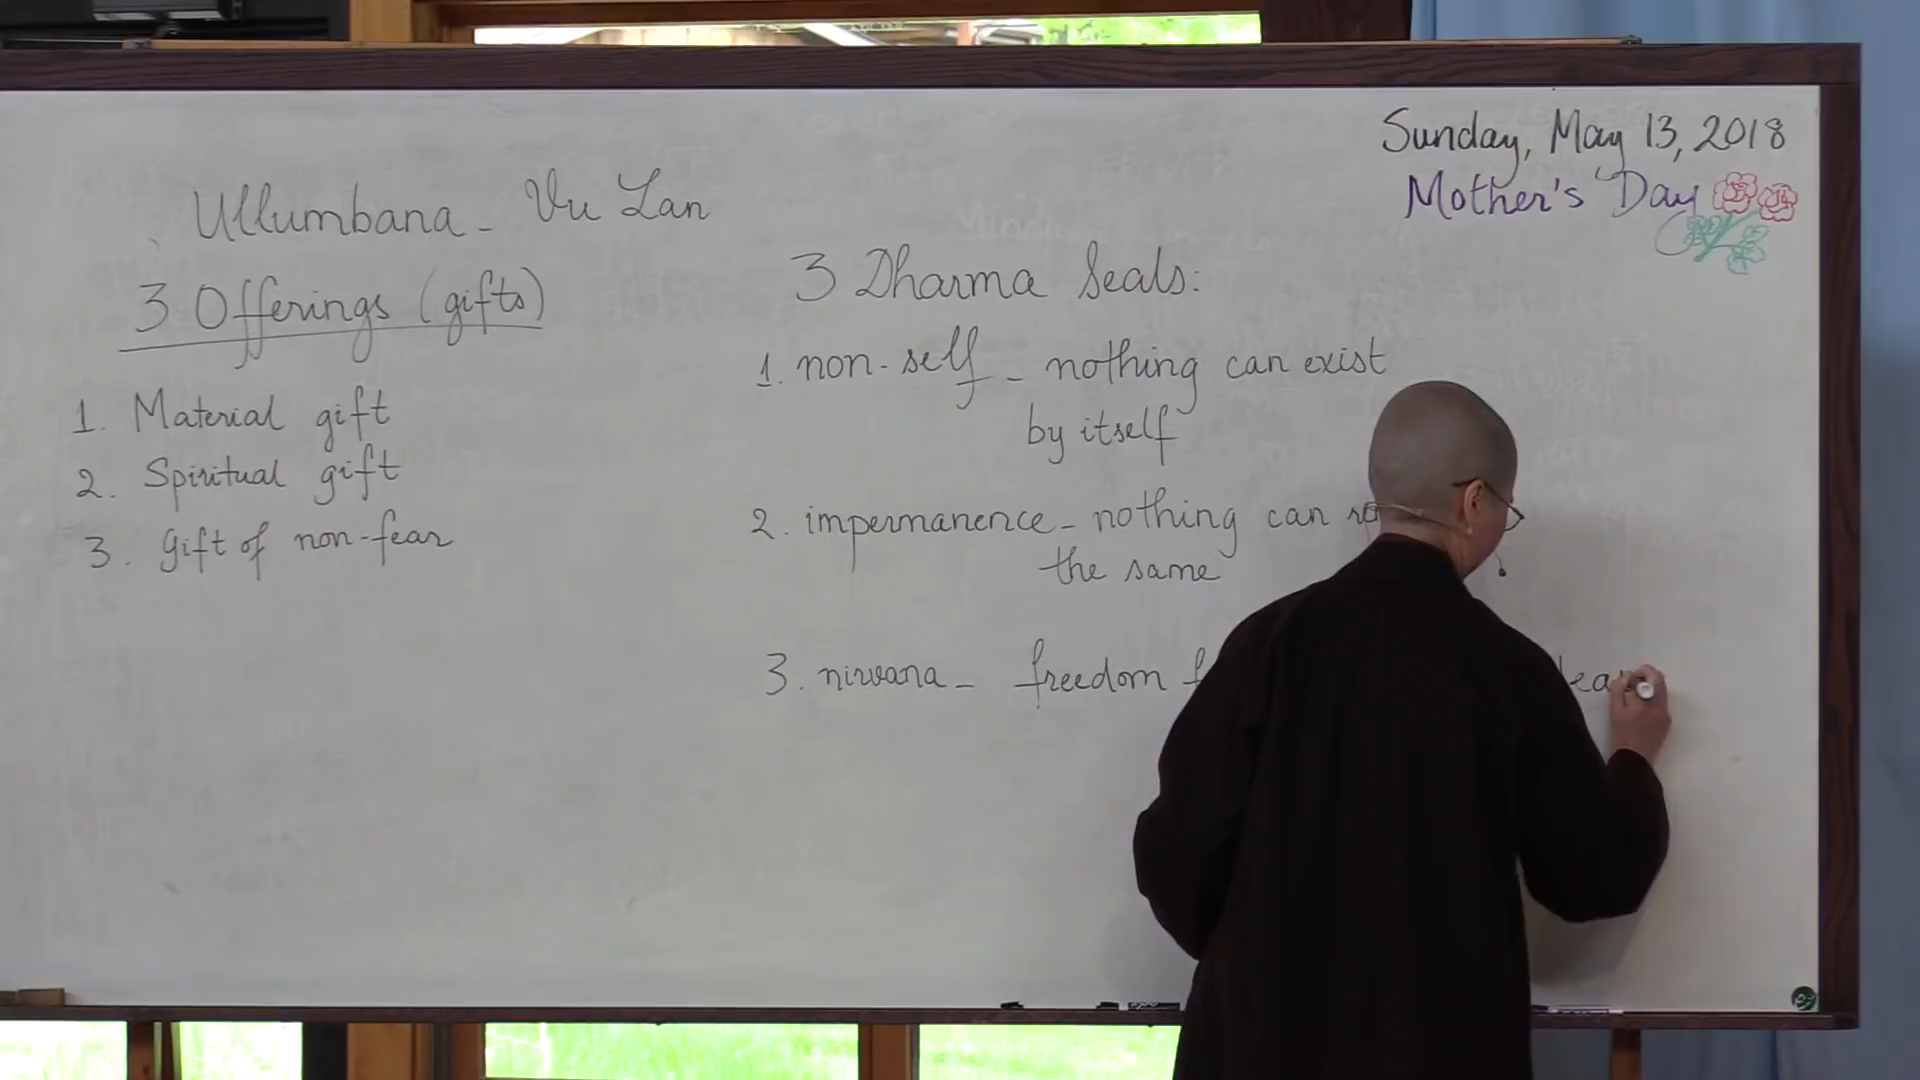 Sunday, May 13, 2018
Mother's Day
Ullumbana - Vu Lan
3 Offerings (gifts)
1. Material gift
2. Spiritual gift
3. Gift of non-fear
3 Dharma Seals:
1. non-self - nothing can exist
by itself
2. impermanence - nothing can
the same
3. nirvana - freedom